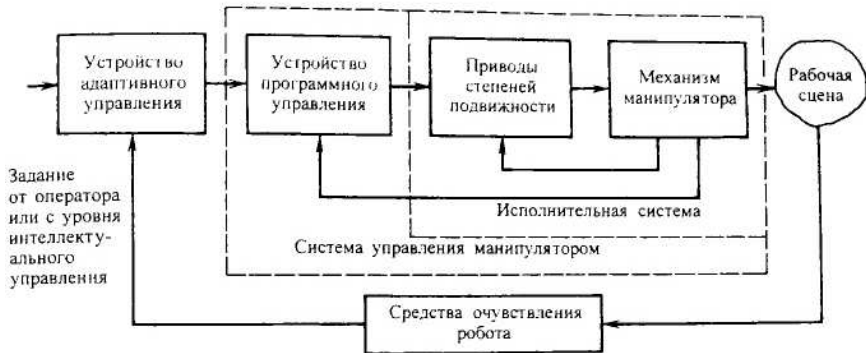 Устройство
адаптивного
управления
Устройство
программного
управления
Приводы
степеней
подвижности
Механизм
манипулятора
Рабочая
сцена
Задание
от оператора
или с уровня
интеллекту-
ального
управления
Исполнительная система
Система управления манипулятором
Средства очувствления
робота